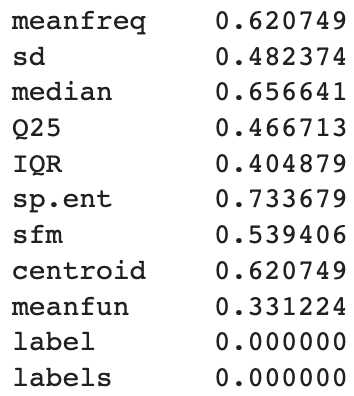 meanfreq 0.620749
sd 0.482374
median 0.656641
Q25 0.466713
IQR 0.404879
sp.ent 0.733679
sfm 0.539406
centroid 0.620749
meanfun 0.331224
label 0.000000
labels 0.000000